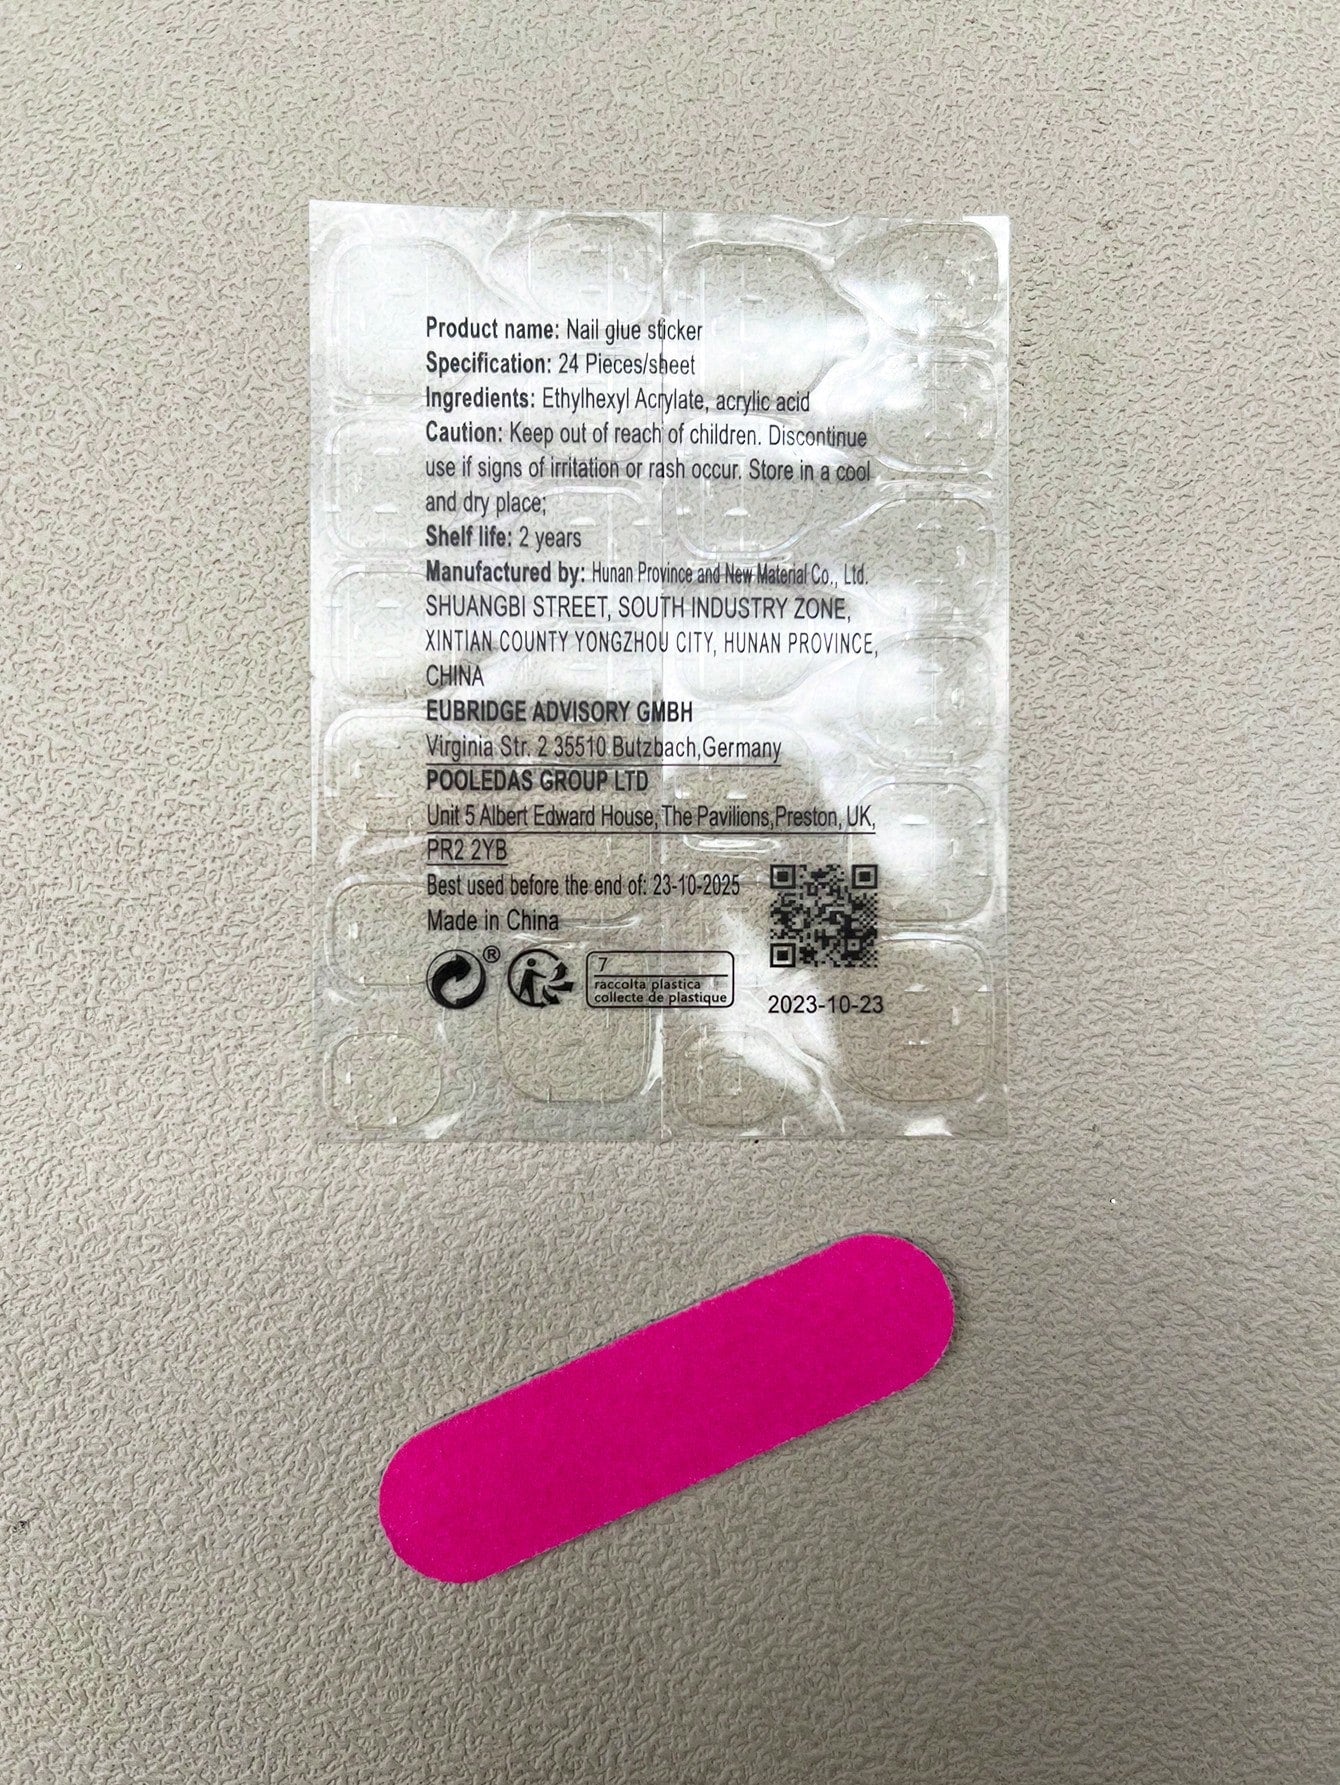 Product name: Nail glue sticker
Specification: 24 Pieces/sheet
Ingredients: Ethylhexyl Acrylate, acrylic acid
Caution: Keep out of reach of children. Discontinue
use if signs of irritation or rash occur. Store in a cool
and dry place;
Shelf life: 2 years
Manufactured by: Hunan Province and New Material Co., Ltd.
SHUANGBI STREET, SOUTH INDUSTRY ZONE,
XINTIAN COUNTY YONGZHOU CITY, HUNAN PROVINCE,
CHINA
EUBRIDGE ADVISORY GMBH
Virginia Str. 2 35510 Butzbach,Germany
POOLEDAS GROUP LTD
Unit 5 Albert Edward House, The Pavilions,Preston, UK,
PR2 2YB
Best used before the end of: 23-10-2025
Made in China
®
7
raccolta plastica
collecte de plastique
2023-10-23